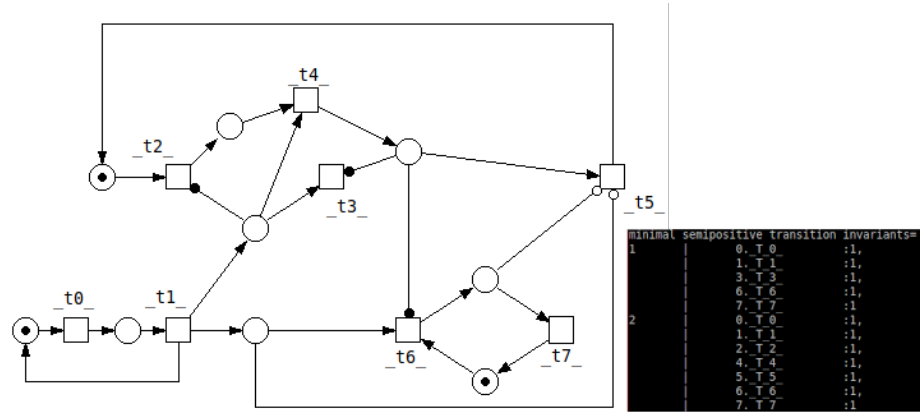 _t4_
_t2_
_t3_
_t5_
_t0_
_t1_
_t6_
_t7_
minimal semipositive transition invariants=
1 | 0._T_0_ :1,
| 1._T_1_ :1,
| 3._T_3_ :1,
| 6._T_6_ :1,
| 7._T_7_ :1,
2 | 0._T_0_ :1,
| 1._T_1_ :1,
| 2._T_2_ :1,
| 4._T_4_ :1,
| 5._T_5_ :1,
| 6._T_6_ :1,
| 7._T_7_ :1